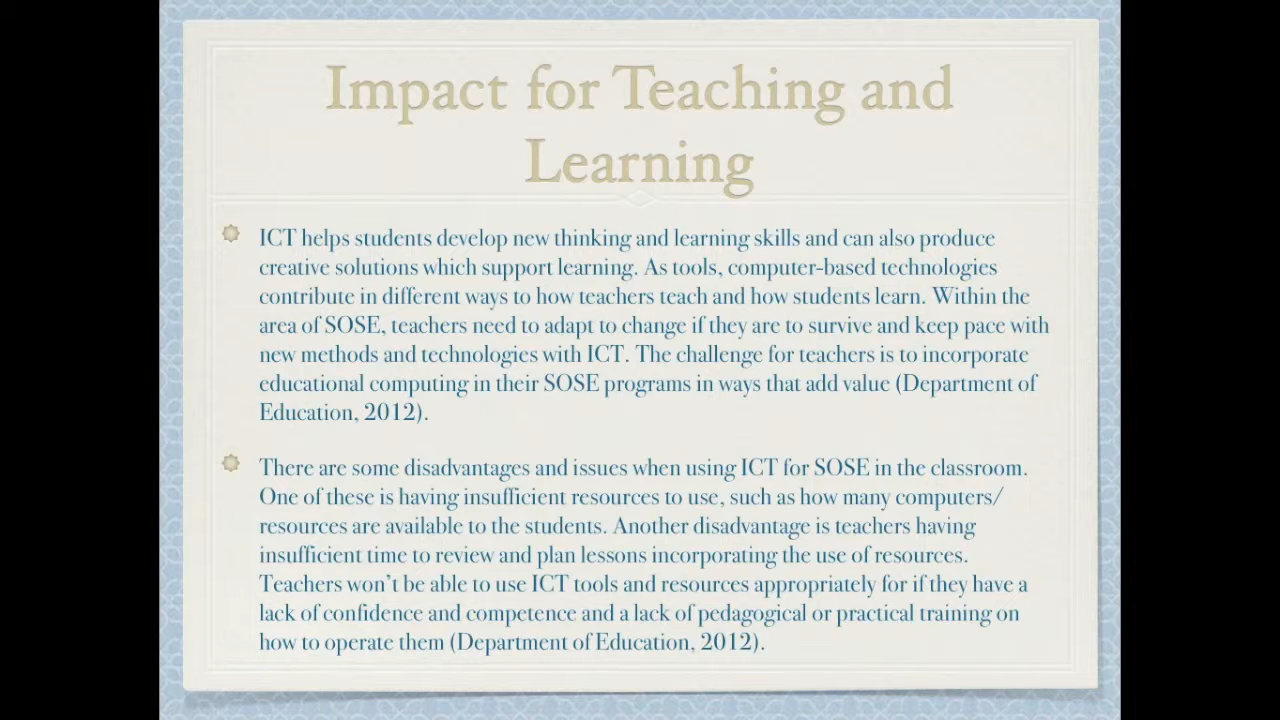 Impact for Teaching and
Learning
ICT helps students develop new thinking and learning skills and can also produce
creative solutions which support learning. As tools, computer-based technologies
contribute in different ways to how teachers teach and how students learn. Within the
area of SOSE, teachers need to adapt to change if they are to survive and keep pace with
new methods and technologies with ICT. The challenge for teachers is to incorporate
educational computing in their SOSE programs in ways that add value (Department of
Education, 2012).
There are some disadvantages and issues when using ICT for SOSE in the classroom.
One of these is having insufficient resources to use, such as how many computers/
resources are available to the students. Another disadvantage is teachers having
insufficient time to review and plan lessons incorporating the use of resources.
Teachers won't be able to use ICT tools and resources appropriately for if they have a
lack of confidence and competence and a lack of pedagogical or practical training on
how to operate them (Department of Education, 2012).